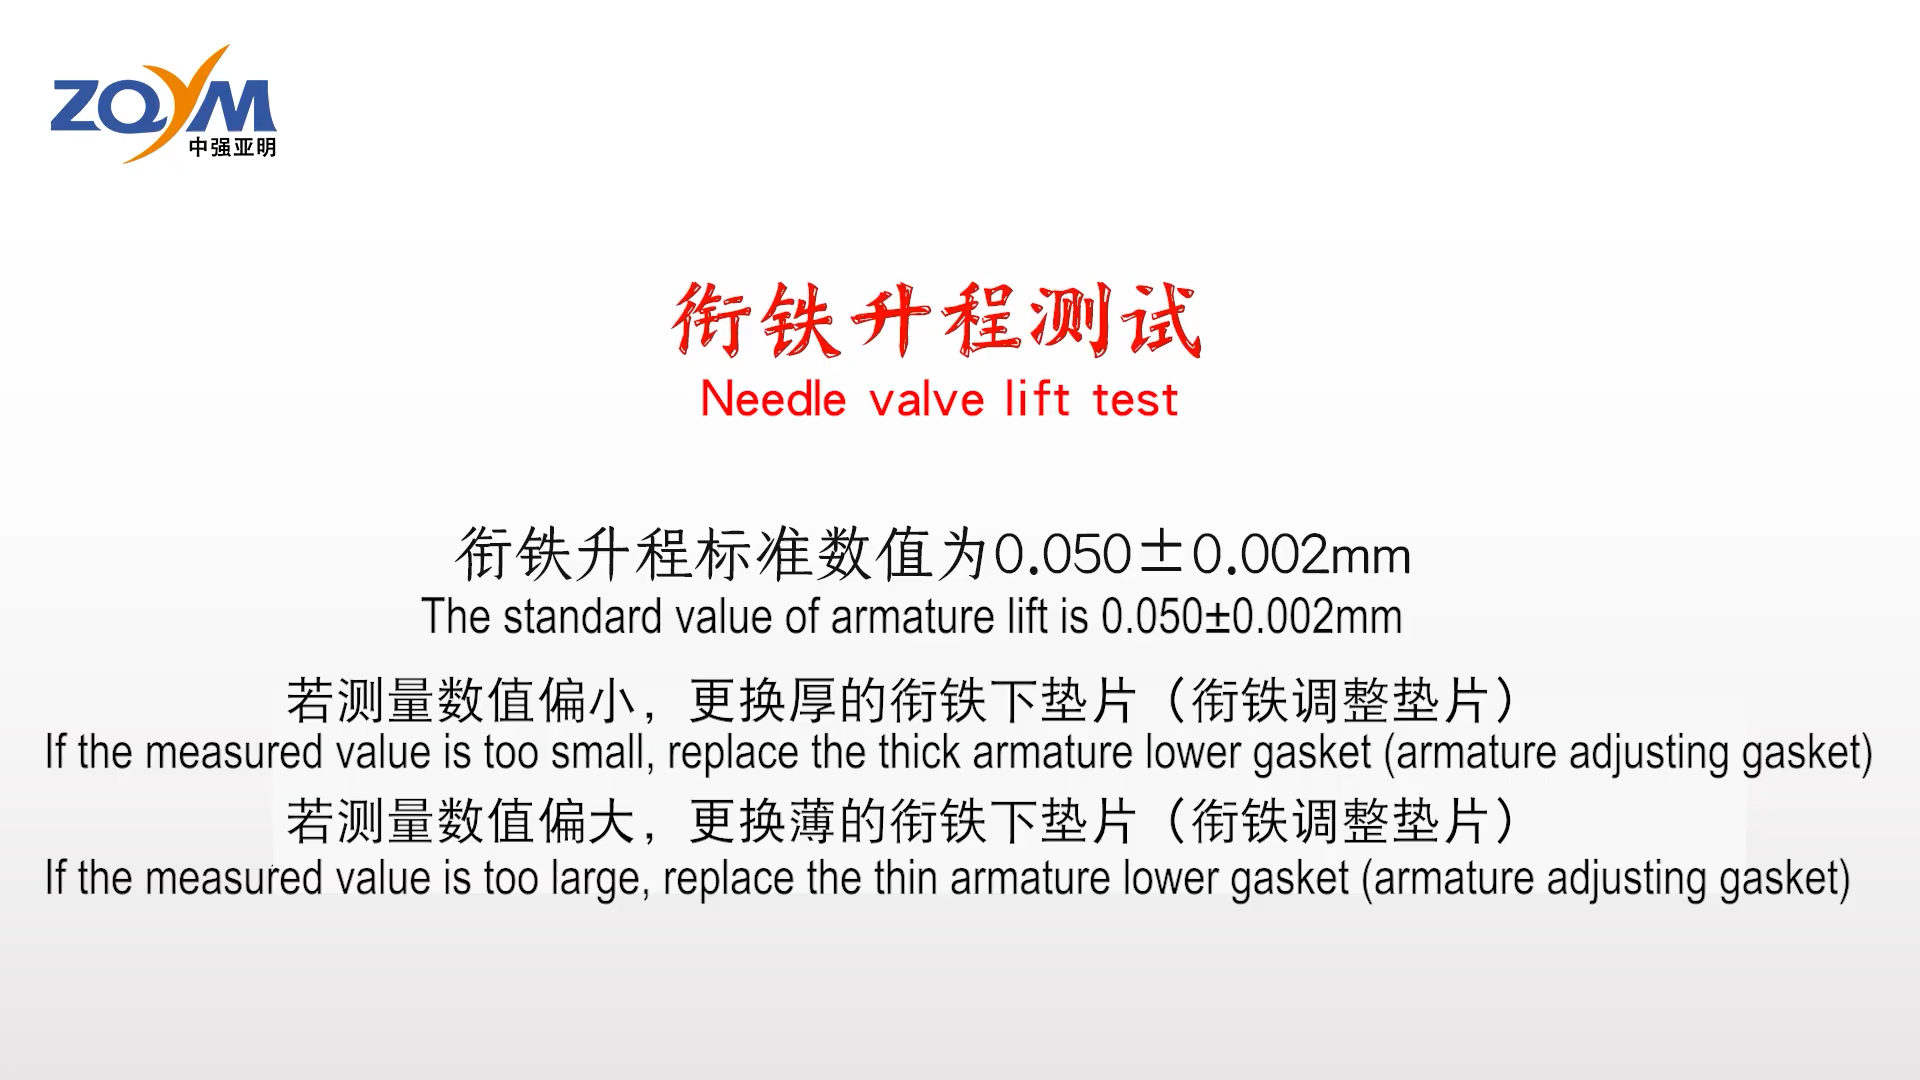 ZQYM
中强亚明
衔铁升程测试
Needle valve lift test
衔铁升程标准数值为0.050±0.002mm
The standard value of armature lift is 0.050±0.002mm
若测量数值偏小，更换厚的衔铁下垫片（衔铁调整垫片）
If the measured value is too small, replace the thick armature lower gasket (armature adjusting gasket)
若测量数值偏大，更换薄的衔铁下垫片（衔铁调整垫片）
If the measured value is too large, replace the thin armature lower gasket (armature adjusting gasket)